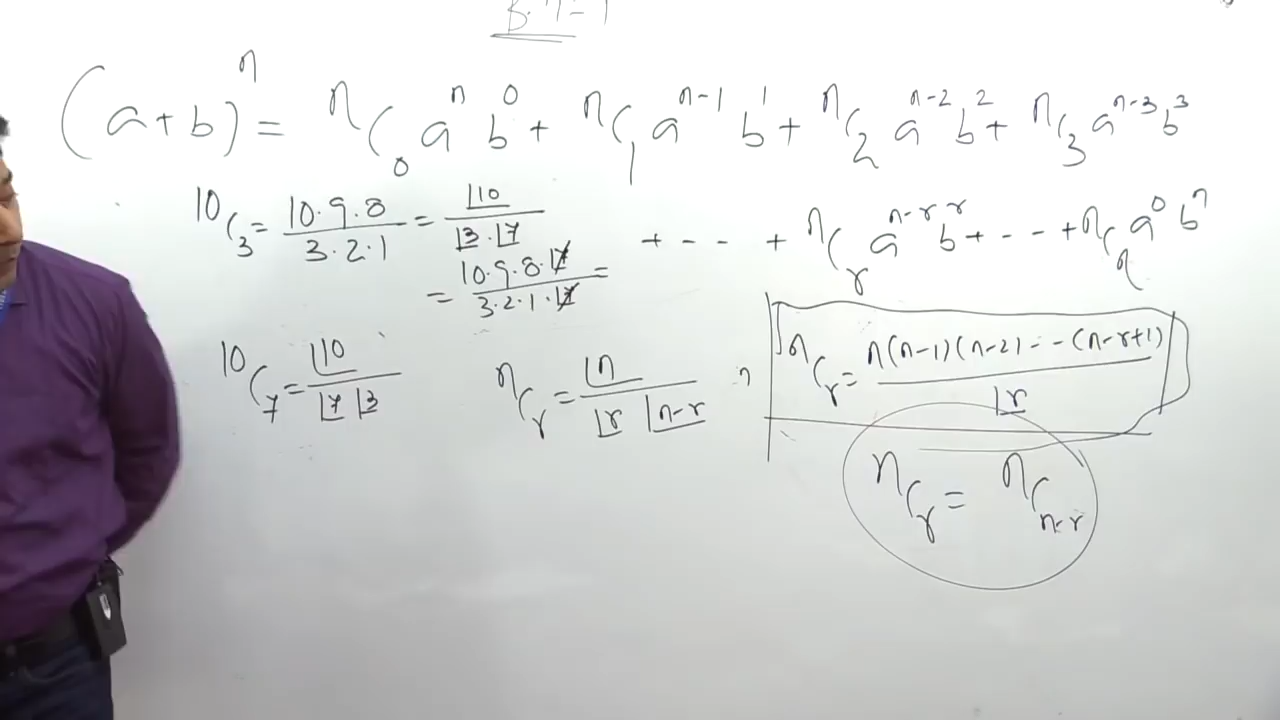 (a+b)ⁿ = ⁿC₀ aⁿ b⁰ + ⁿC₁ aⁿ⁻¹ b¹ + ⁿC₂ aⁿ⁻² b² + ⁿC₃ aⁿ⁻³ b³
+ - - - + ⁿCᵣ aⁿ⁻ʳ bʳ + - - - + ⁿCₙ a⁰ bⁿ
¹⁰C₃ = 10·9·8 / 3·2·1 = |10 / |3·|7
= 10·9·8·|7 / 3·2·1·|7 =
¹⁰C₇ = |10 / |7 |3
ⁿCᵣ = |n / |r |n-r
n
ⁿCᵣ = n(n-1)(n-2)---(n-r+1) / |r
ⁿCᵣ = ⁿCₙ₋ᵣ